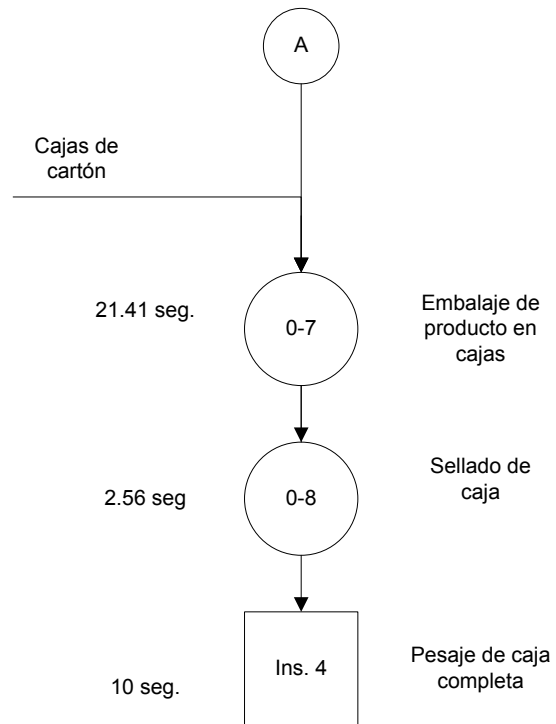 A
Cajas de
cartón
21.41 seg.
0-7
Embalaje de
producto en
cajas
2.56 seg
0-8
Sellado de
caja
10 seg.
Ins. 4
Pesaje de caja
completa